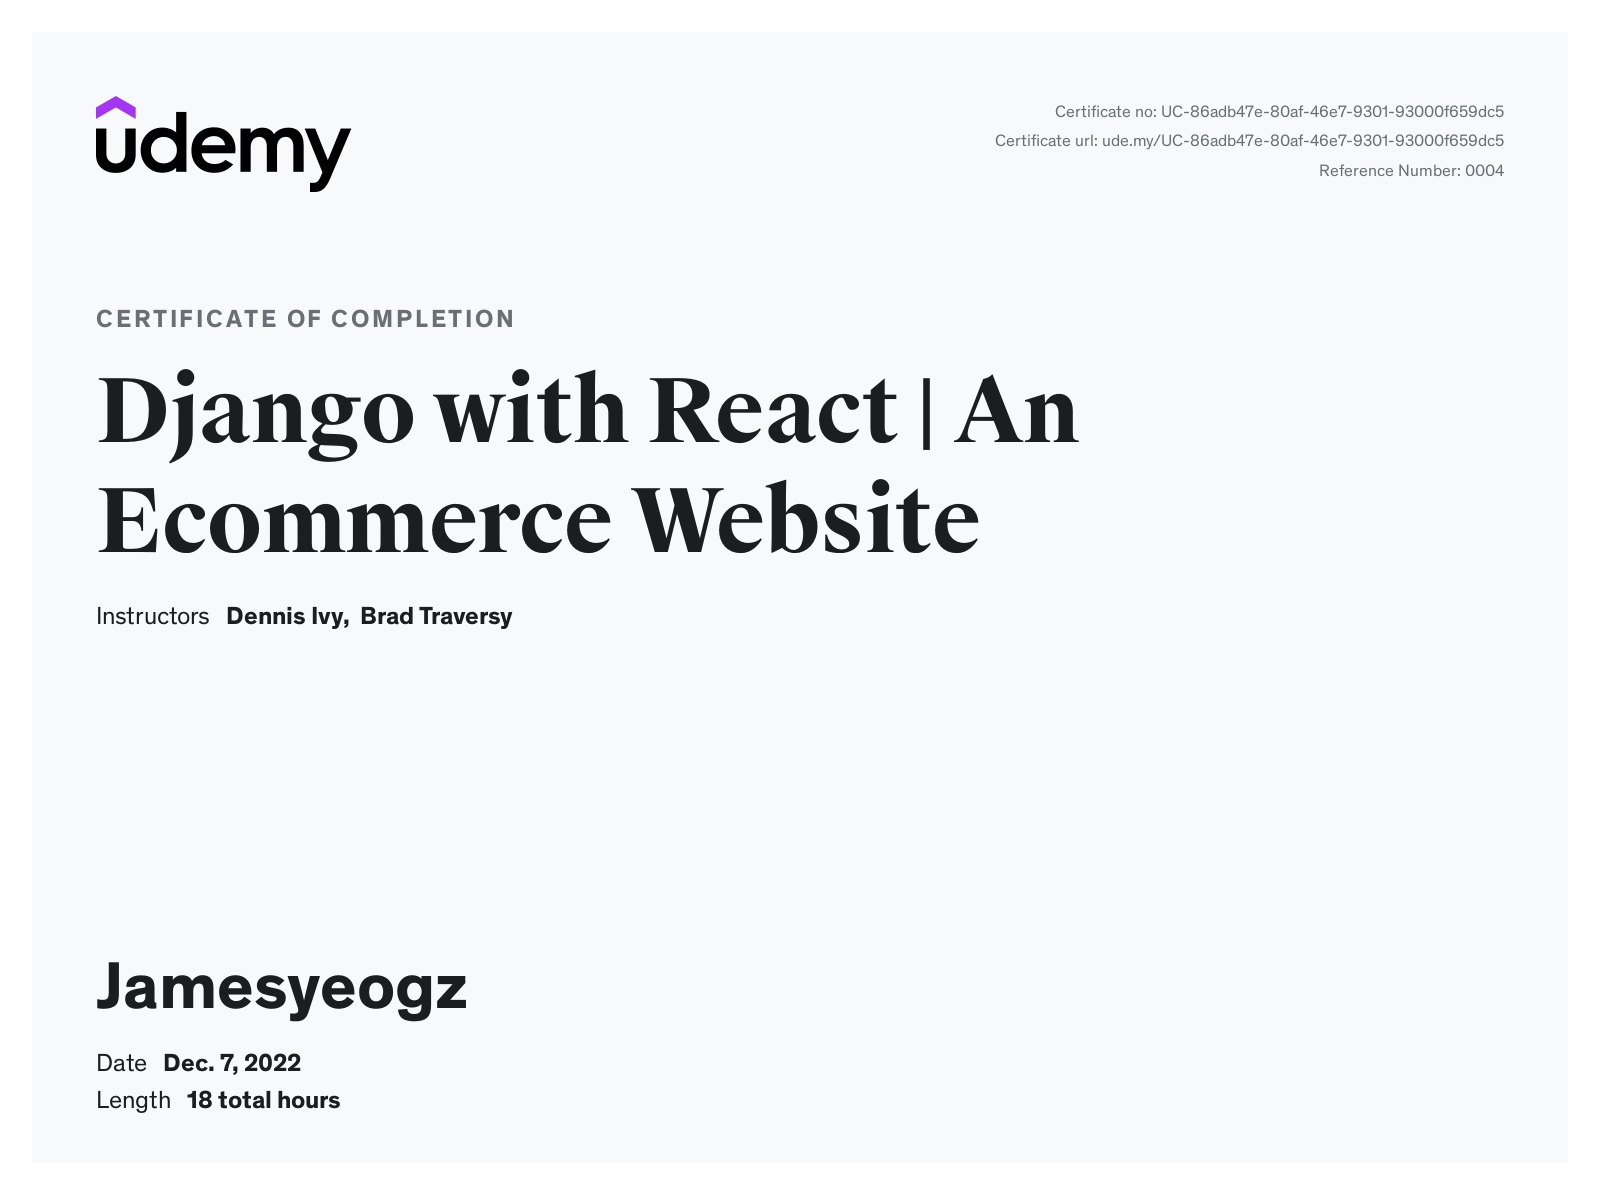 udemy
Certificate no: UC-86adb47e-80af-46e7-9301-93000f659dc5
Certificate url: ude.my/UC-86adb47e-80af-46e7-9301-93000f659dc5
Reference Number: 0004
CERTIFICATE OF COMPLETION
Django with React | An
Ecommerce Website
Instructors Dennis Ivy, Brad Traversy
Jamesyeogz
Date Dec. 7, 2022
Length 18 total hours